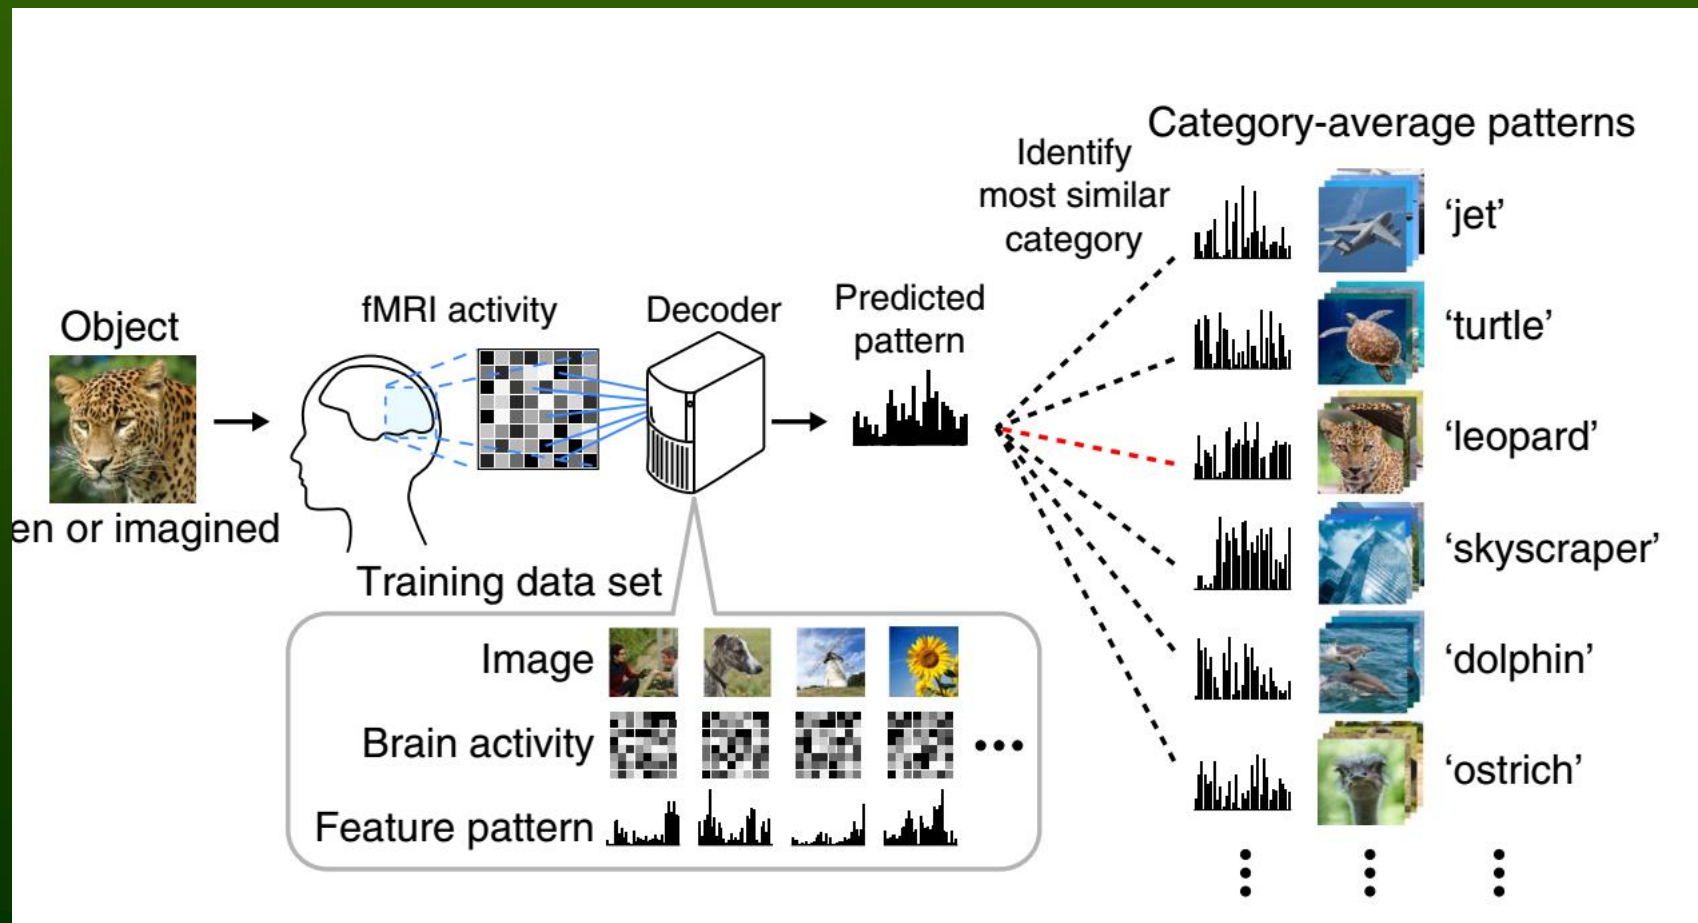 Object
en or imagined
fMRI activity
Decoder
Predicted
pattern
Identify
most similar
category
Category-average patterns
‘jet’
‘turtle’
‘leopard’
‘skyscraper’
‘dolphin’
‘ostrich’
Training data set
Image
Brain activity
Feature pattern